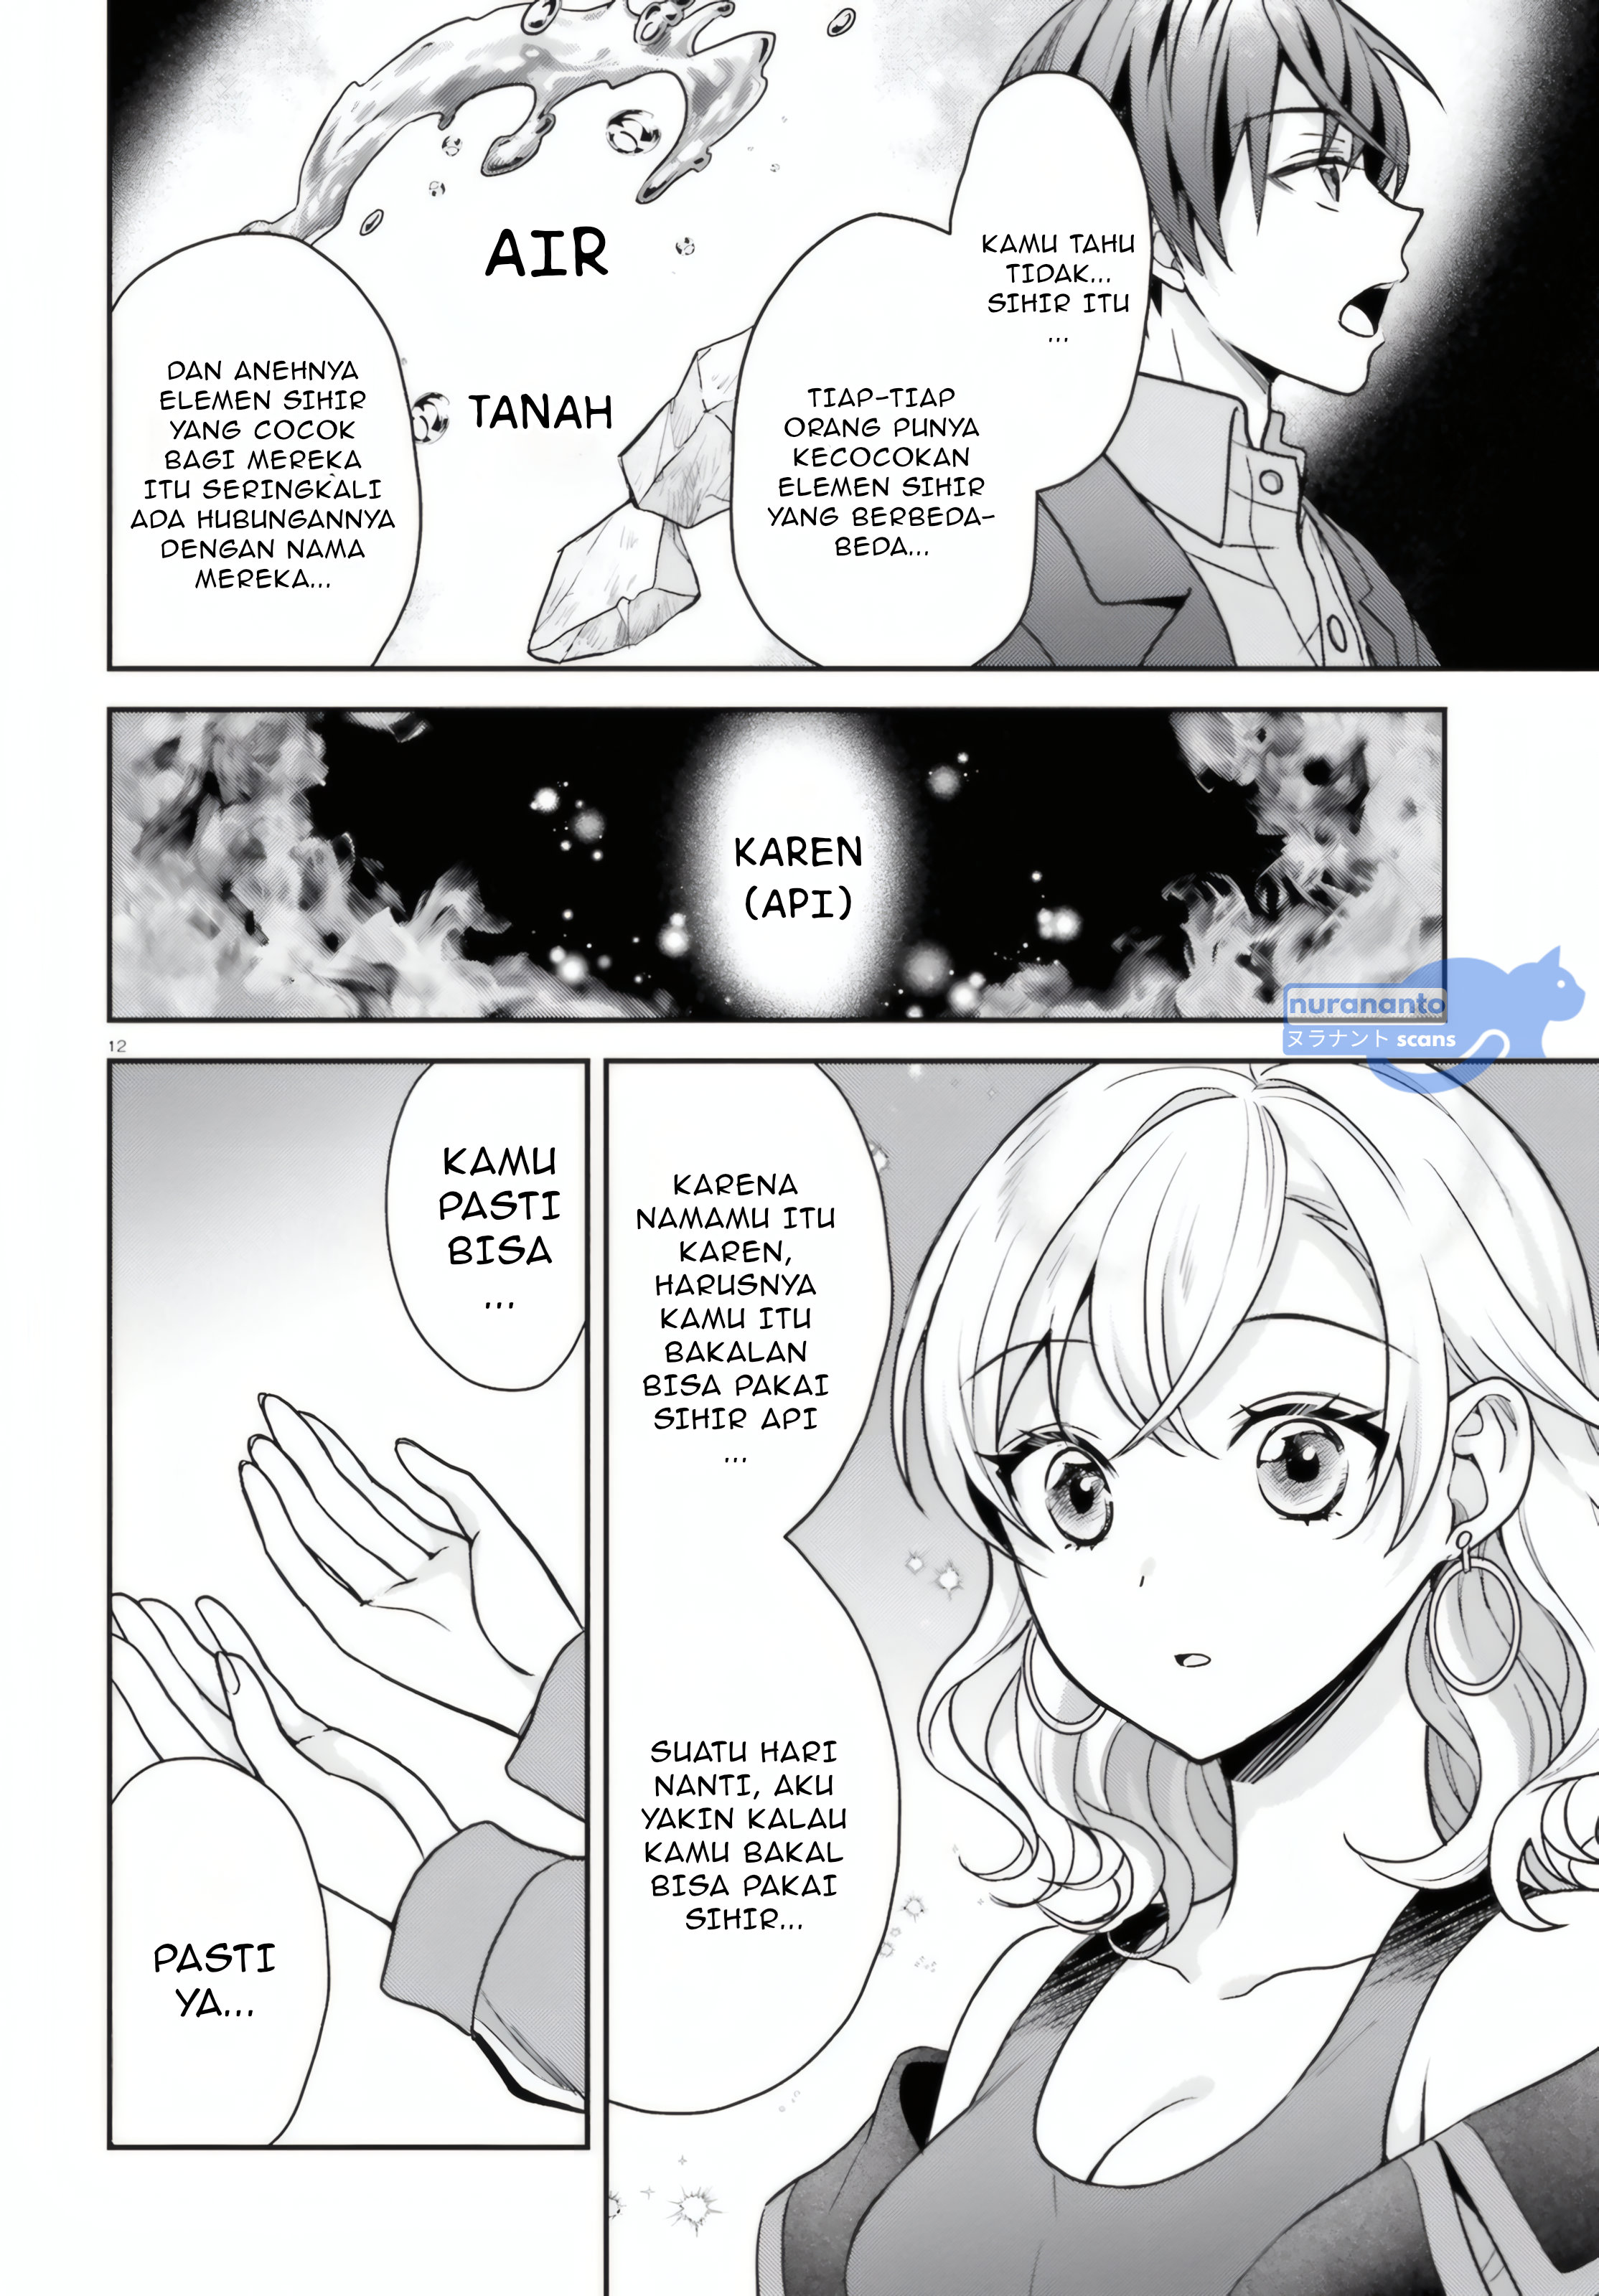 KAMU TAHU
TIDAK...
SIHIR ITU
...
TIAP-TIAP
ORANG PUNYA
KECOCOKAN
ELEMEN SIHIR
YANG BERBEDA-
BEDA...
AIR
TANAH
DAN ANEHNYA
ELEMEN SIHIR
YANG COCOK
BAGI MEREKA
ITU SERINGKALI
ADA HUBUNGANNYA
DENGAN NAMA
MEREKA...
KAREN
(API)
nurananto
ヌラナント scans
12
KARENA
NAMAMU ITU
KAREN,
HARUSNYA
KAMU ITU
BAKALAN
BISA PAKAI
SIHIR API
...
SUATU HARI
NANTI, AKU
YAKIN KALAU
KAMU BAKAL
BISA PAKAI
SIHIR...
KAMU
PASTI
BISA
...
PASTI
YA...